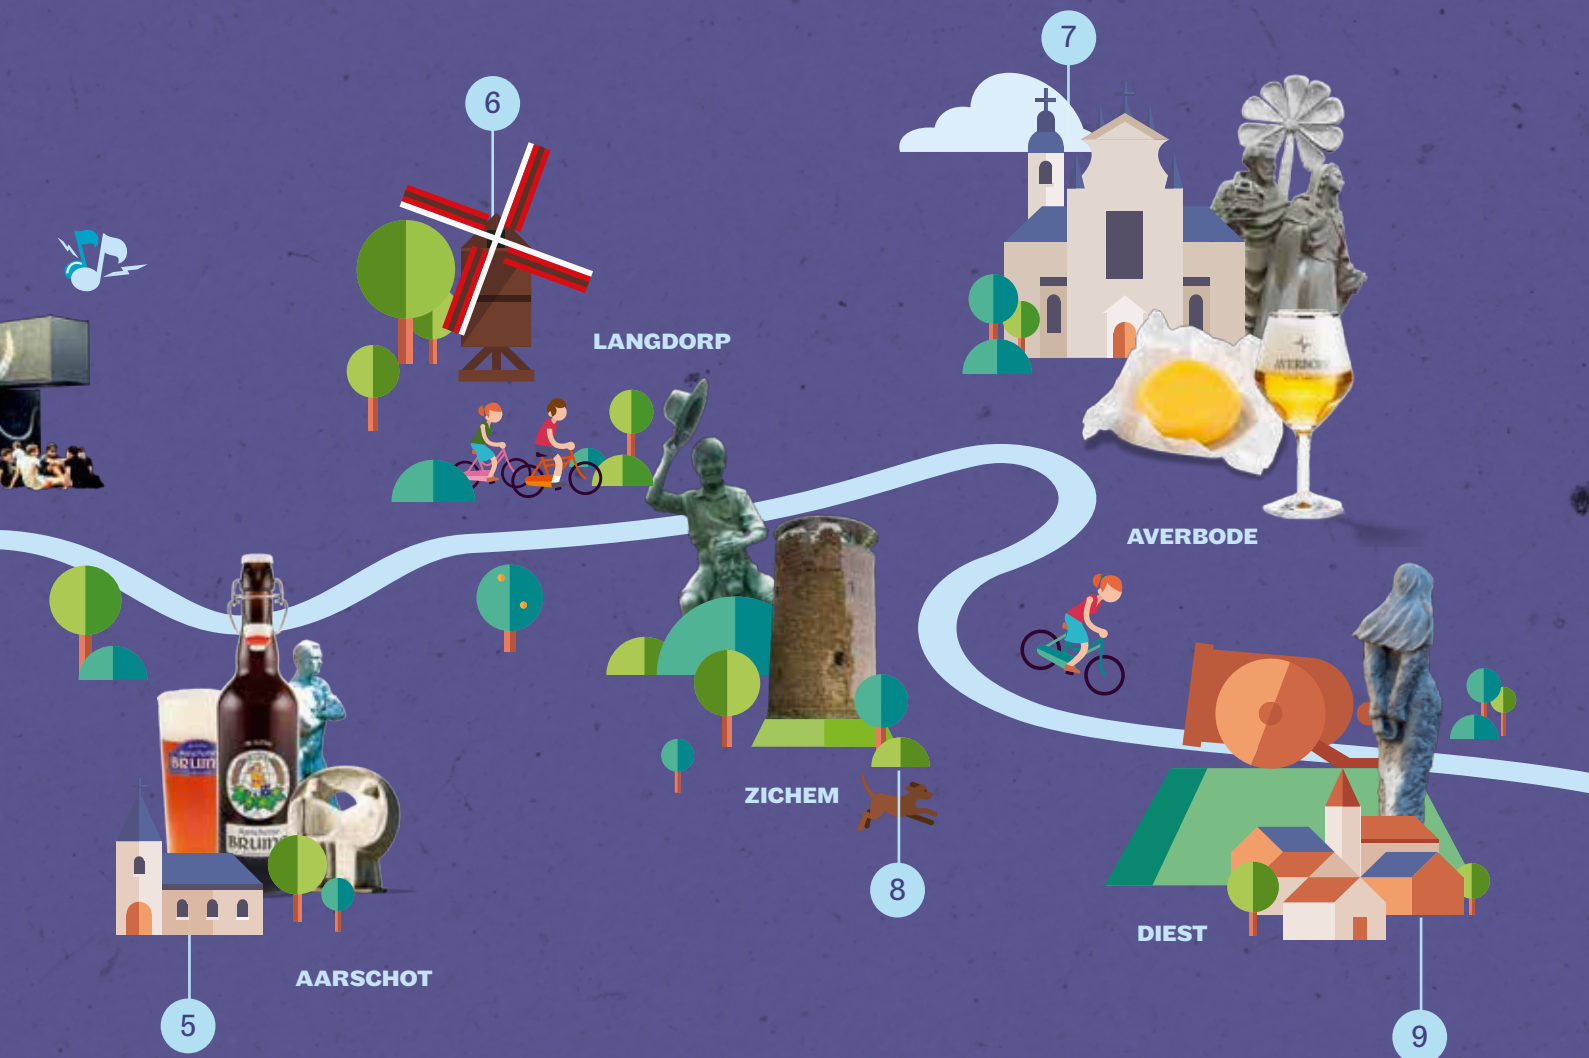 7
6
LANGDORP
AVERBODE
AVERBODE
BRUIN
BRUIN
ZICHEM
8
DIEST
AARSCHOT
5
9